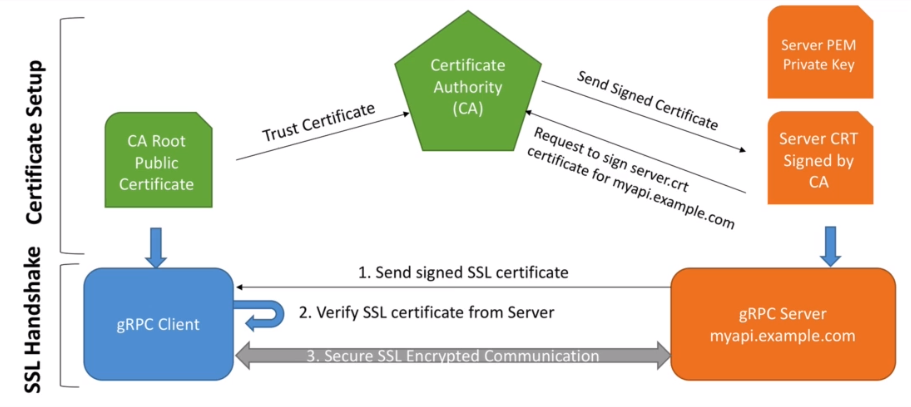 Certificate Setup
Server PEM
Private Key
Certificate
Authority
(CA)
Send Signed Certificate
Trust Certificate
CA Root
Public
Certificate
Request to sign server.crt
certificate for myapi.example.com
Server CRT
Signed by
CA
SSL Handshake
1. Send signed SSL certificate
gRPC Client
2. Verify SSL certificate from Server
gRPC Server
myapi.example.com
3. Secure SSL Encrypted Communication